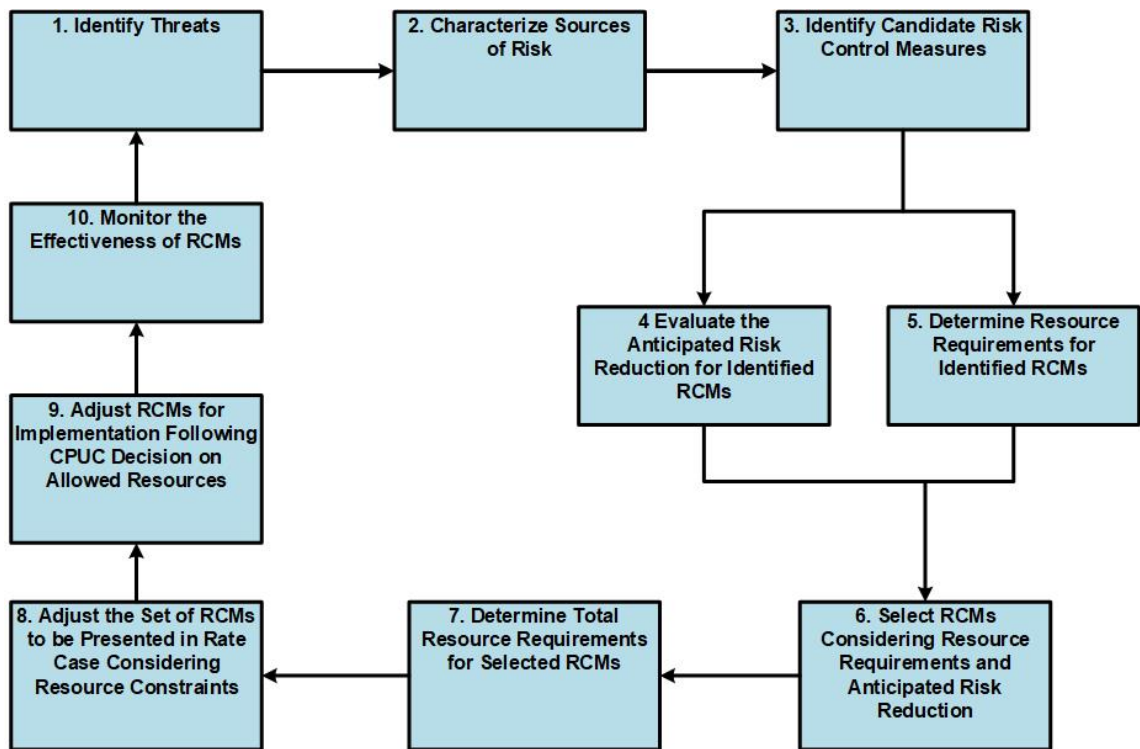 1. Identify Threats
2. Characterize Sources
of Risk
3. Identify Candidate Risk
Control Measures
10. Monitor the
Effectiveness of RCMs
4 Evaluate the
Anticipated Risk
Reduction for Identified
RCMs
5. Determine Resource
Requirements for
Identified RCMs
9. Adjust RCMs for
Implementation Following
CPUC Decision on
Allowed Resources
8. Adjust the Set of RCMs
to be Presented in Rate
Case Considering
Resource Constraints
7. Determine Total
Resource Requirements
for Selected RCMs
6. Select RCMs
Considering Resource
Requirements and
Anticipated Risk
Reduction